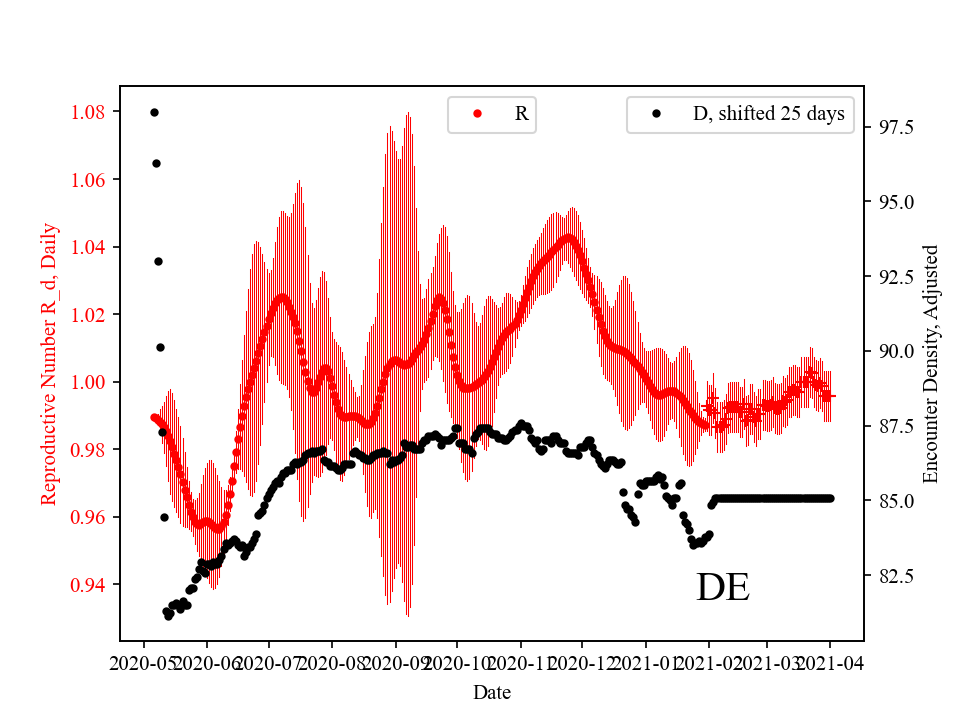 R
D, shifted 25 days
Reproductive Number R_d, Daily
1.08
1.06
1.04
1.02
1.00
0.98
0.96
0.94
97.5
95.0
92.5
90.0
87.5
85.0
82.5
Encounter Density, Adjusted
DE
2020-05 2020-06 2020-07 2020-08 2020-09 2020-10 2020-11 2020-12 2021-01 2021-02 2021-03 2021-04
Date